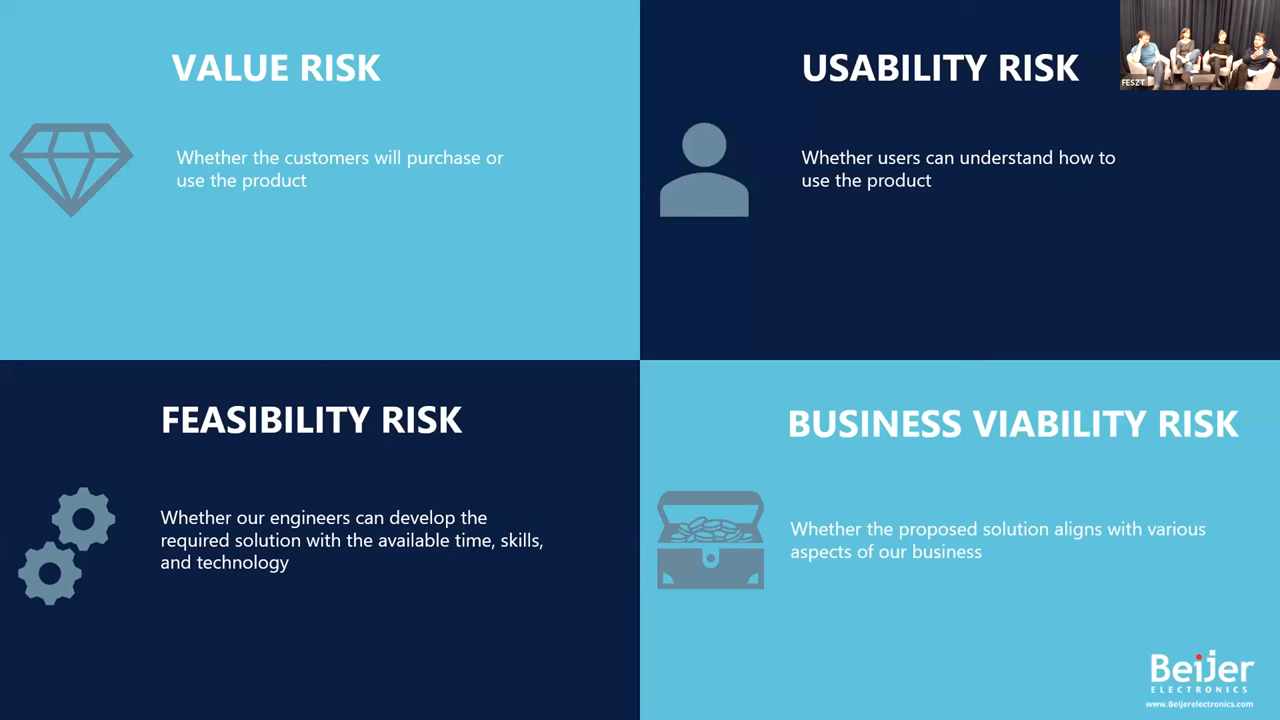 VALUE RISK
Whether the customers will purchase or
use the product
USABILITY RISK
Whether users can understand how to
use the product
FESZT
FEASIBILITY RISK
Whether our engineers can develop the
required solution with the available time, skills,
and technology
BUSINESS VIABILITY RISK
Whether the proposed solution aligns with various
aspects of our business
Beijer
ELECTRONICS
www.Beijerelectronics.com